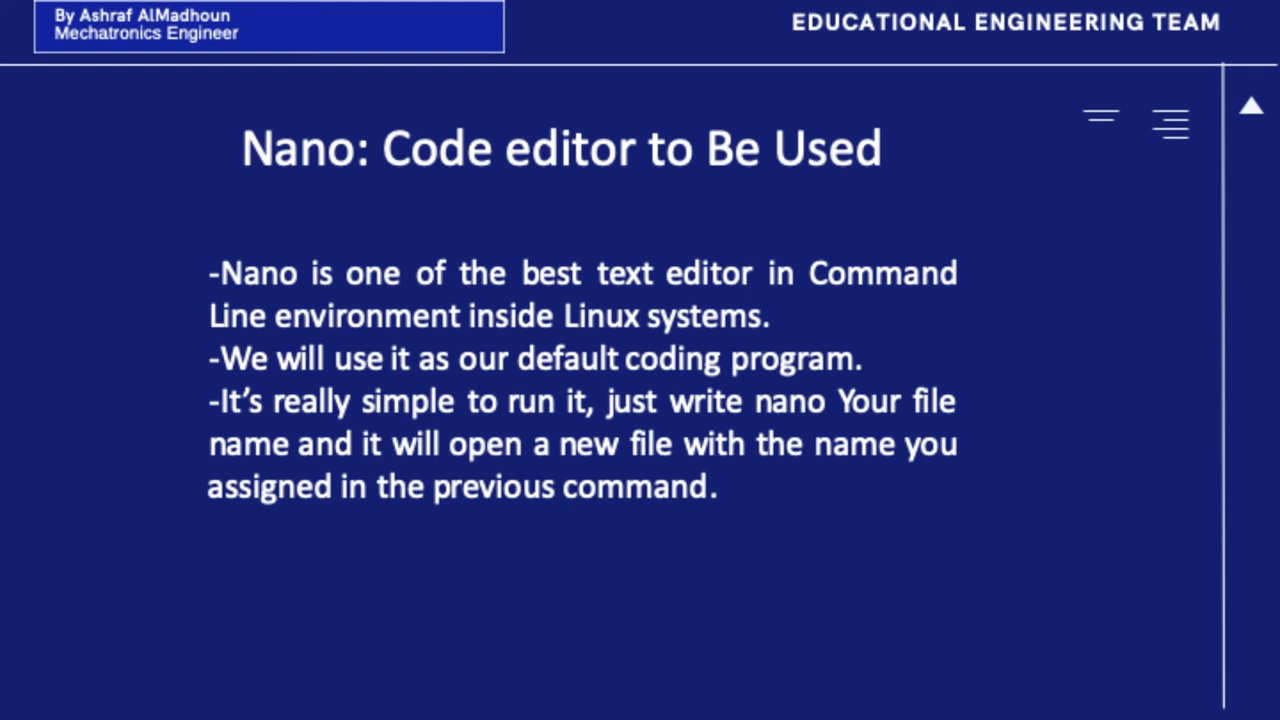 By Ashraf AlMadhoun
Mechatronics Engineer
EDUCATIONAL ENGINEERING TEAM
Nano: Code editor to Be Used
-Nano is one of the best text editor in Command
Line environment inside Linux systems.
-We will use it as our default coding program.
-It’s really simple to run it, just write nano Your file
name and it will open a new file with the name you
assigned in the previous command.